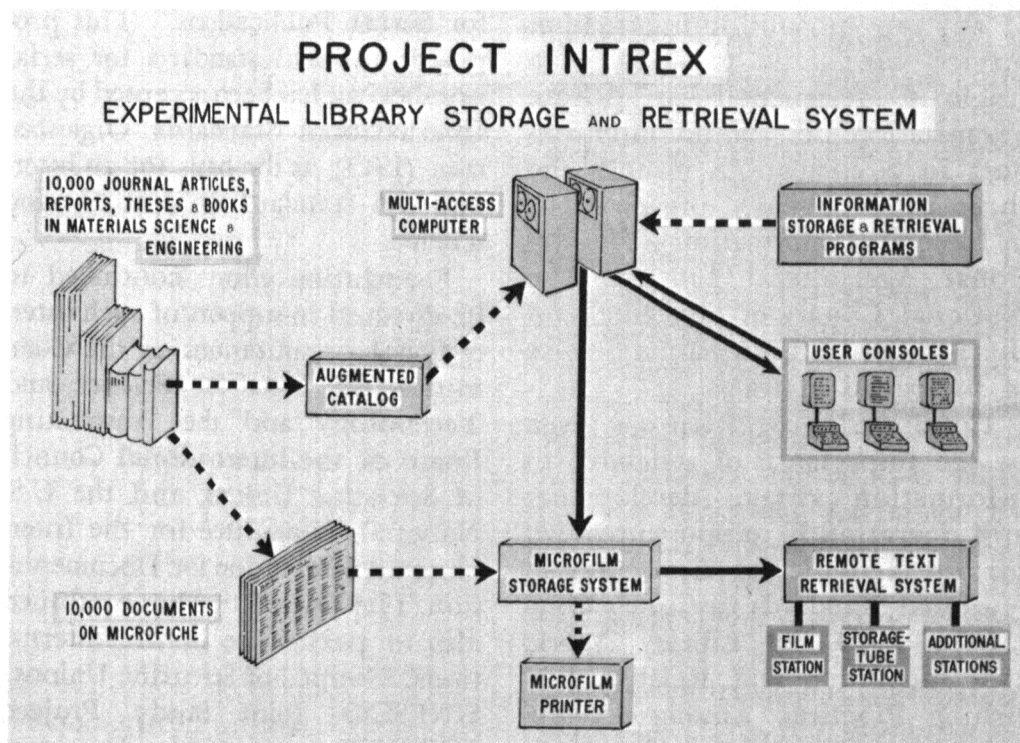 PROJECT INTREX
EXPERIMENTAL LIBRARY STORAGE AND RETRIEVAL SYSTEM
10,000 JOURNAL ARTICLES,
REPORTS, THESES & BOOKS
IN MATERIALS SCIENCE &
ENGINEERING
MULTI-ACCESS
COMPUTER
INFORMATION
STORAGE & RETRIEVAL
PROGRAMS
USER CONSOLES
AUGMENTED
CATALOG
10,000 DOCUMENTS
ON MICROFICHE
MICROFILM
STORAGE SYSTEM
REMOTE TEXT
RETRIEVAL SYSTEM
FILM
STATION
STORAGE-
TUBE
STATION
ADDITIONAL
STATIONS
MICROFILM
PRINTER